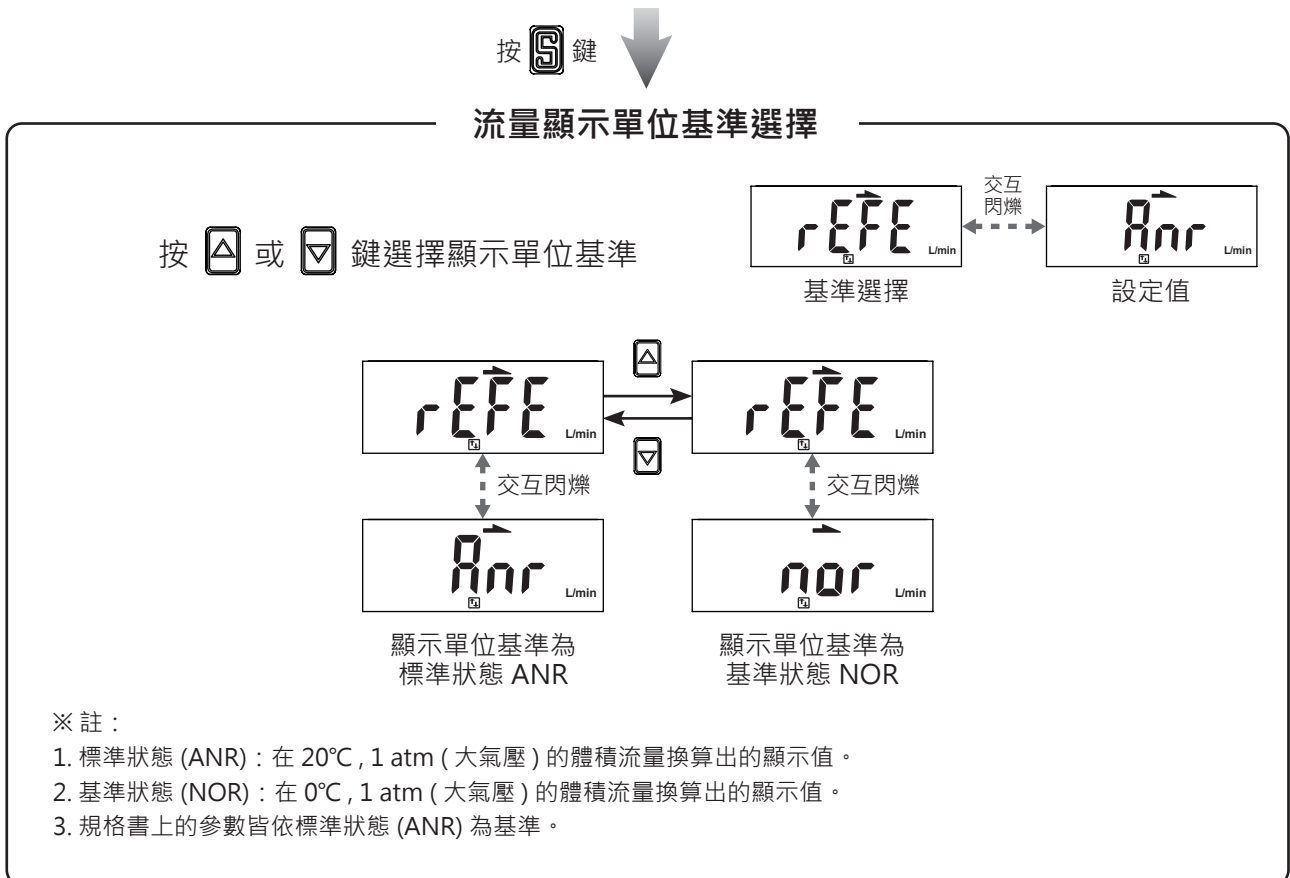 按 S 鍵
流量顯示單位基準選擇
按 △ 或 ▽ 鍵選擇顯示單位基準
rEFE L/min
交互
閃爍
Anr L/min
基準選擇
設定值
rEFE L/min
rEFE L/min
交互閃爍
交互閃爍
Anr L/min
nor L/min
顯示單位基準為
標準狀態 ANR
顯示單位基準為
基準狀態 NOR
※ 註：
1. 標準狀態 (ANR)：在 20℃ , 1 atm ( 大氣壓 ) 的體積流量換算出的顯示值。
2. 基準狀態 (NOR)：在 0℃ , 1 atm ( 大氣壓 ) 的體積流量換算出的顯示值。
3. 規格書上的參數皆依標準狀態 (ANR) 為基準。